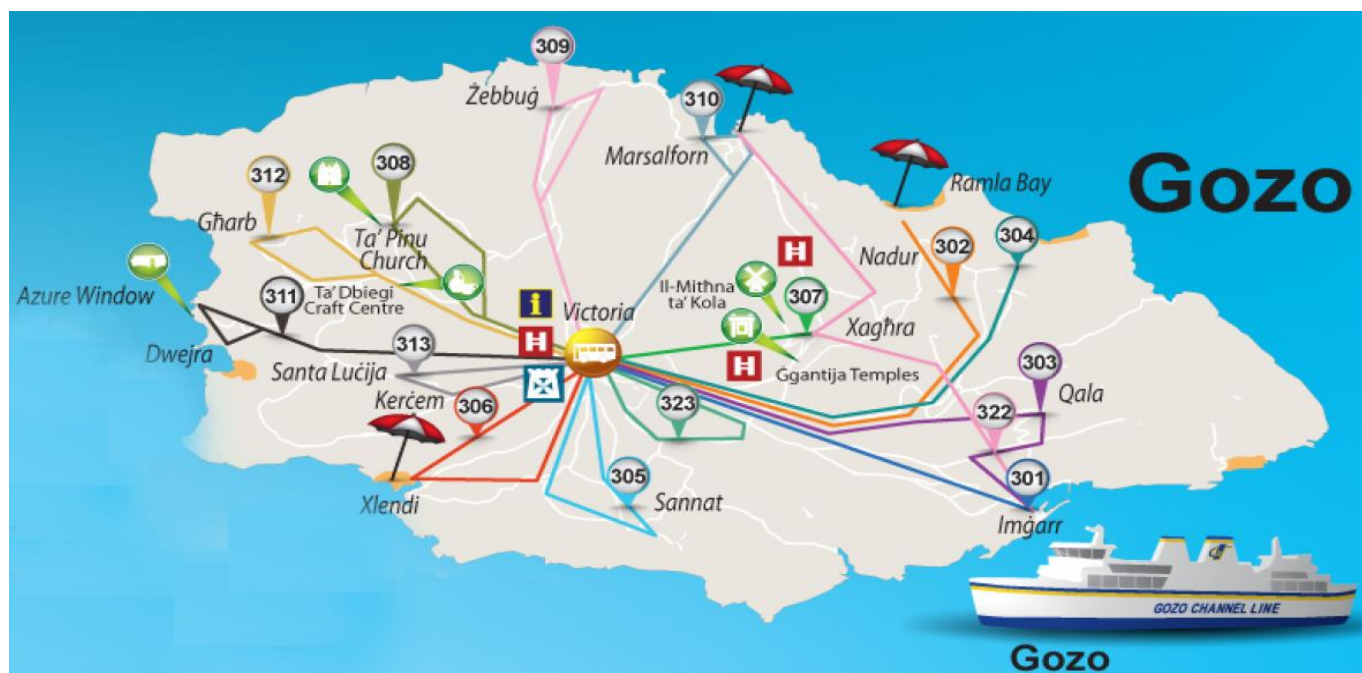 309
Żebbuġ
310
Marsalforn
308
312
Ramla Bay
Gozo
Għarb
Ta' Pinu
Church
Nadur
302
304
Azure Window
311
Ta' Dbiegi
Craft Centre
i
Victoria
Il-Mitħna
ta' Kola
H
307
Xagħra
Dwejra
313
Santa Luċija
H
H
Ggantija Temples
303
Qala
Kerċem
306
323
322
Xlendi
305
Sannat
301
Imġarr
GOZO CHANNEL LINE
Gozo